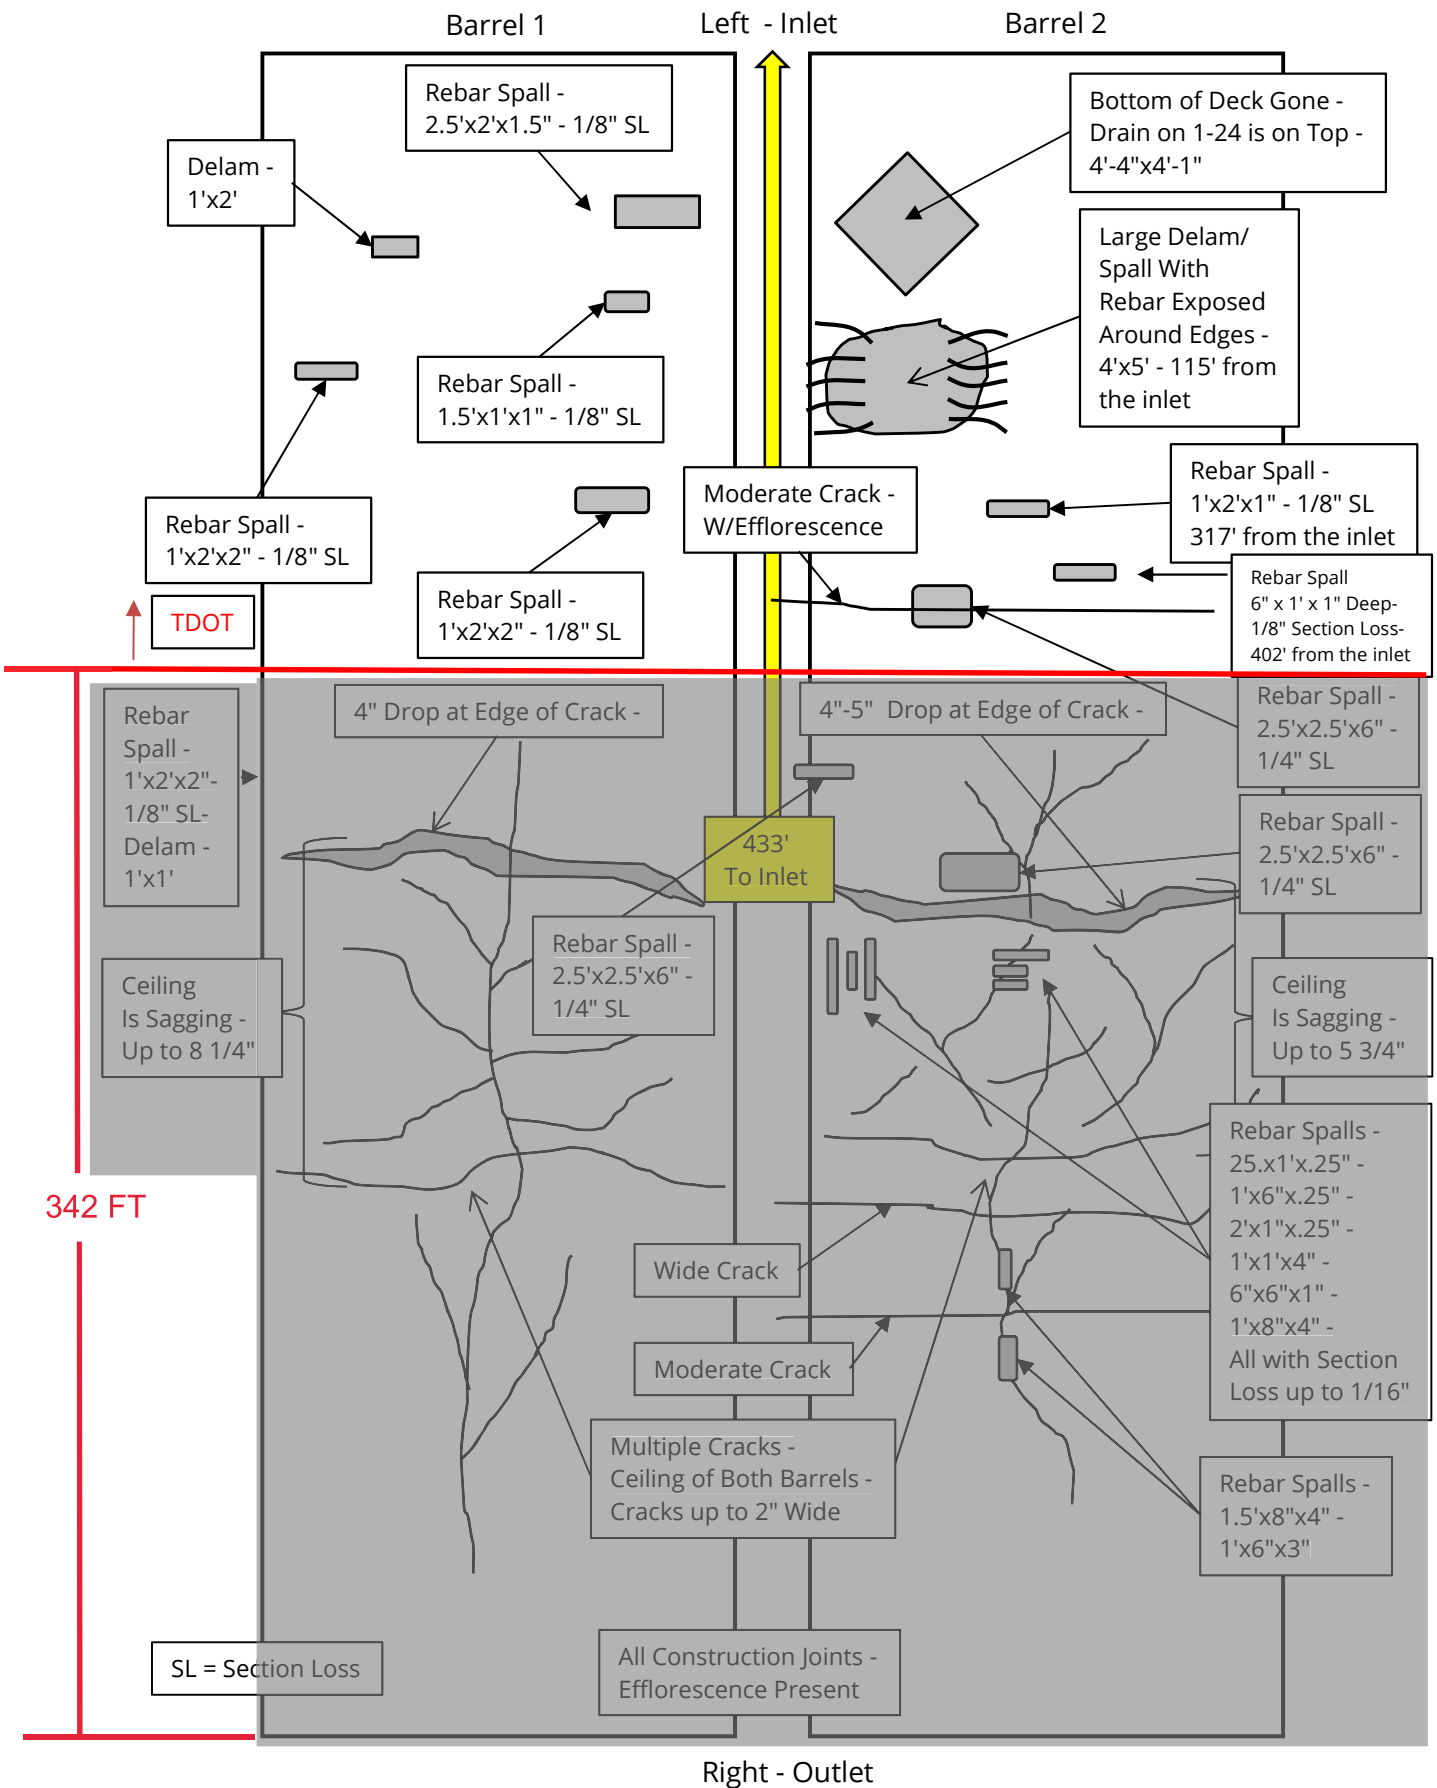 Barrel 1
Left - Inlet
Barrel 2
Rebar Spall -
2.5'x2'x1.5" - 1/8" SL
Bottom of Deck Gone -
Drain on 1-24 is on Top -
4'-4"x4'-1"
Delam -
1'x2'
Large Delam/
Spall With
Rebar Exposed
Around Edges -
4'x5' - 115' from
the inlet
Rebar Spall -
1.5'x1'x1" - 1/8" SL
Rebar Spall -
1'x2'x1" - 1/8" SL
317' from the inlet
Moderate Crack -
W/Efflorescence
Rebar Spall -
1'x2'x2" - 1/8" SL
Rebar Spall -
1'x2'x2" - 1/8" SL
Rebar Spall
6" x 1' x 1" Deep-
1/8" Section Loss-
402' from the inlet
TDOT
Rebar
Spall -
1'x2'x2"-
1/8" SL-
Delam -
1'x1'
4" Drop at Edge of Crack -
4"-5" Drop at Edge of Crack -
Rebar Spall -
2.5'x2.5'x6" -
1/4" SL
433'
To Inlet
Rebar Spall -
2.5'x2.5'x6" -
1/4" SL
Rebar Spall -
2.5'x2.5'x6" -
1/4" SL
Ceiling
Is Sagging -
Up to 8 1/4"
Ceiling
Is Sagging -
Up to 5 3/4"
342 FT
Rebar Spalls -
25.x1'x.25" -
1'x6"x.25" -
2'x1"x.25" -
1'x1'x4" -
6"x6"x1" -
1'x8"x4" -
All with Section
Loss up to 1/16"
Wide Crack
Moderate Crack
Multiple Cracks -
Ceiling of Both Barrels -
Cracks up to 2" Wide
Rebar Spalls -
1.5'x8"x4" -
1'x6"x3"
SL = Section Loss
All Construction Joints -
Efflorescence Present
Right - Outlet